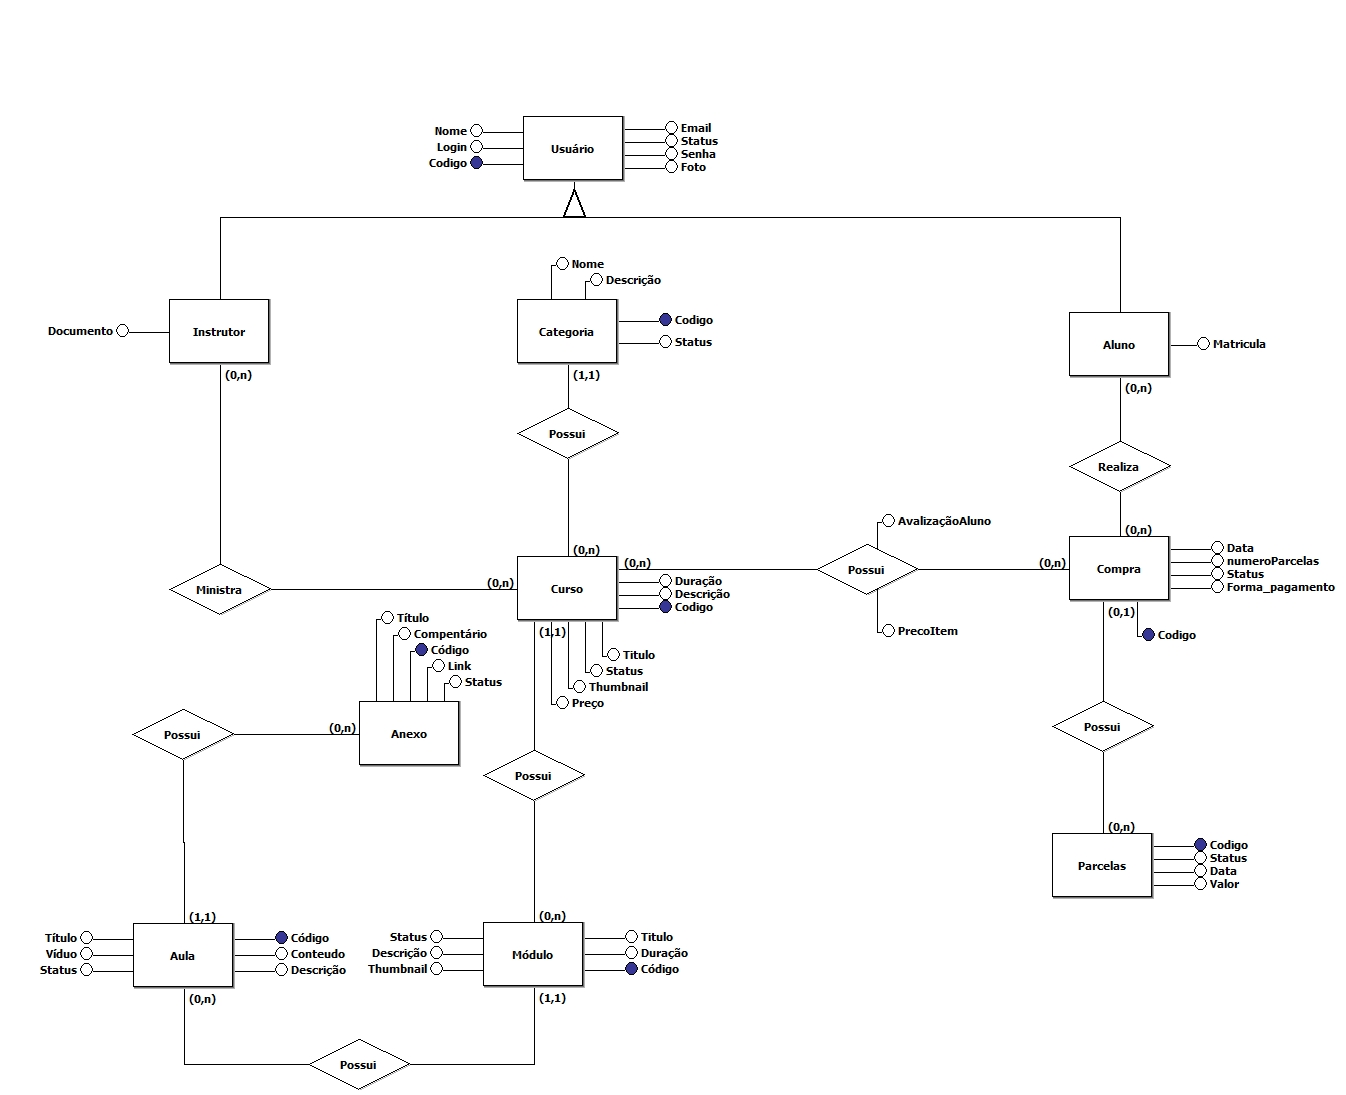 Nome
Login
Codigo
Usuário
Email
Status
Senha
Foto
Nome
Descrição
Documento
Instrutor
(0,n)
Categoria
Codigo
Status
(1,1)
Aluno
Matricula
(0,n)
Possui
Realiza
AvalizaçãoAluno
(0,n)
(0,n)
(0,n)
(0,n)
Ministra
(0,n)
Curso
Duração
Descrição
Codigo
Possui
Compra
Data
numeroParcelas
Status
Forma_pagamento
(0,1)
Codigo
Título
Compentário
Código
Link
Status
(1,1)
Titulo
Status
Thumbnail
Preço
PrecoItem
Possui
(0,n)
Anexo
Possui
Possui
(0,n)
Parcelas
Codigo
Status
Data
Valor
(1,1)
(0,n)
Título
Víduo
Status
Aula
Código
Conteudo
Descrição
Status
Descrição
Thumbnail
Módulo
Titulo
Duração
Código
(0,n)
(1,1)
Possui